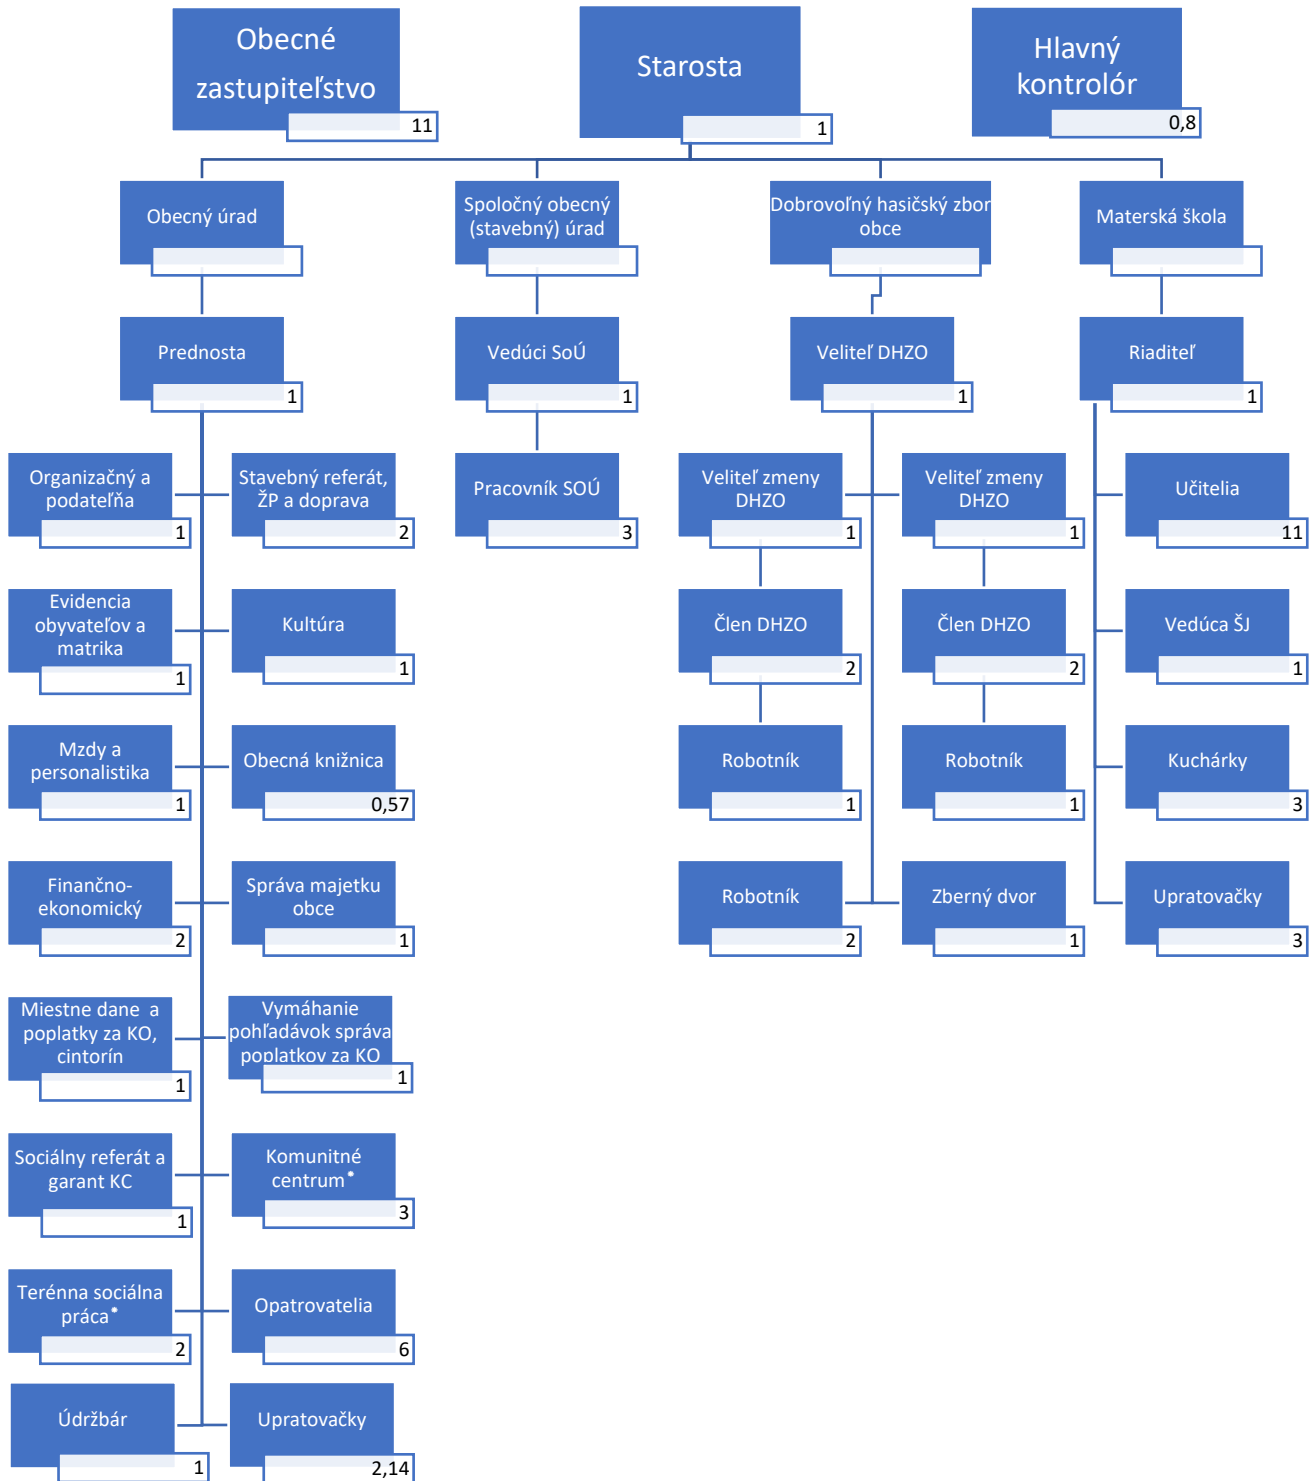 Obecné
zastupiteľstvo
11
Starosta
1
Hlavný
kontrolór
0,8
Obecný úrad
Spoločný obecný
(stavebný) úrad
Dobrovoľný hasičský zbor
obce
Materská škola
Prednosta
1
Vedúci SoÚ
1
Veliteľ DHZO
1
Riaditeľ
1
Organizačný a
podateľňa
1
Stavebný referát,
ŽP a doprava
2
Pracovník SOÚ
3
Veliteľ zmeny
DHZO
1
Veliteľ zmeny
DHZO
1
Učitelia
11
Evidencia
obyvateľov a
matrika
1
Kultúra
1
Člen DHZO
2
Člen DHZO
2
Vedúca ŠJ
1
Mzdy a
personalistika
1
Obecná knižnica
0,57
Robotník
1
Robotník
1
Kuchárky
3
Finančno-
ekonomický
2
Správa majetku
obce
1
Robotník
2
Zberný dvor
1
Upratovačky
3
Miestne dane a
poplatky za KO,
cintorín
1
Vymáhanie
pohľadávok správa
poplatkov za KO
1
Sociálny referát a
garant KC
1
Komunitné
centrum*
3
Terénna sociálna
práca*
2
Opatrovatelia
6
Údržbár
1
Upratovačky
2,14